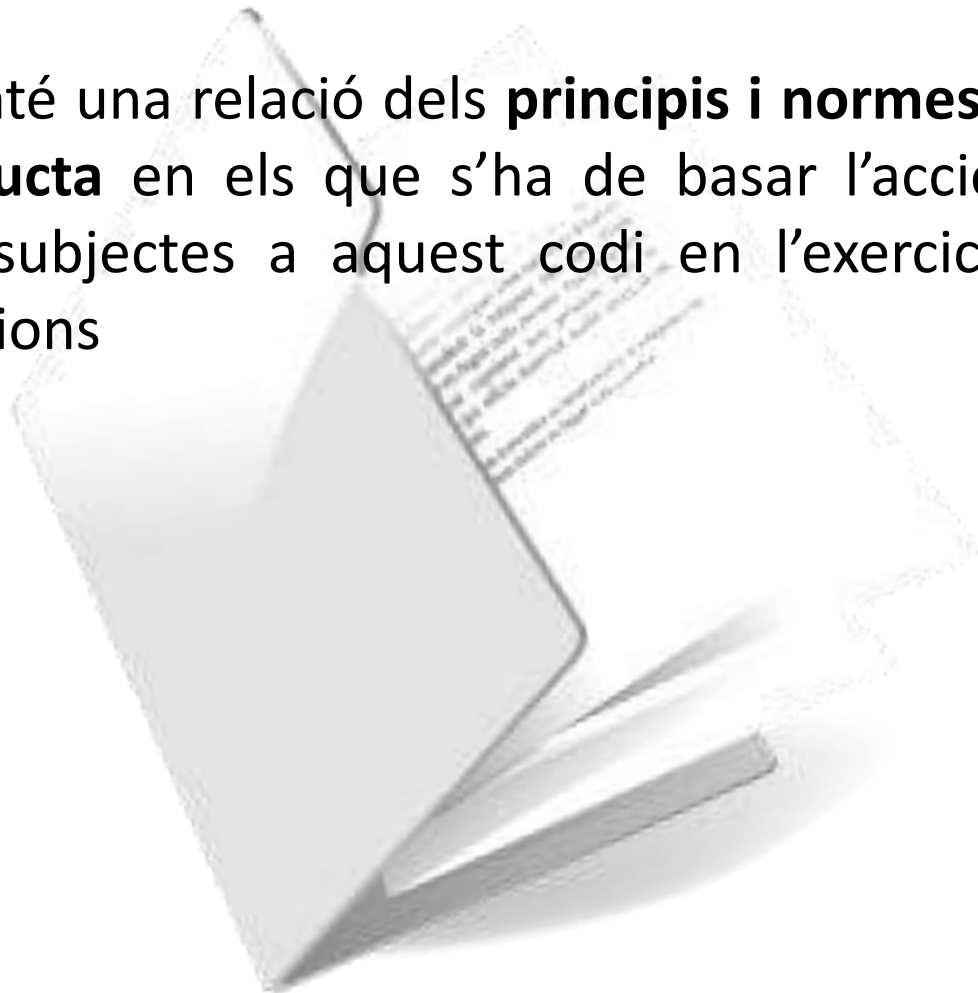 té una relació dels principis i normes
ucta en els que s’ha de basar l’acci
subjectes a aquest codi en l’exercic
ions